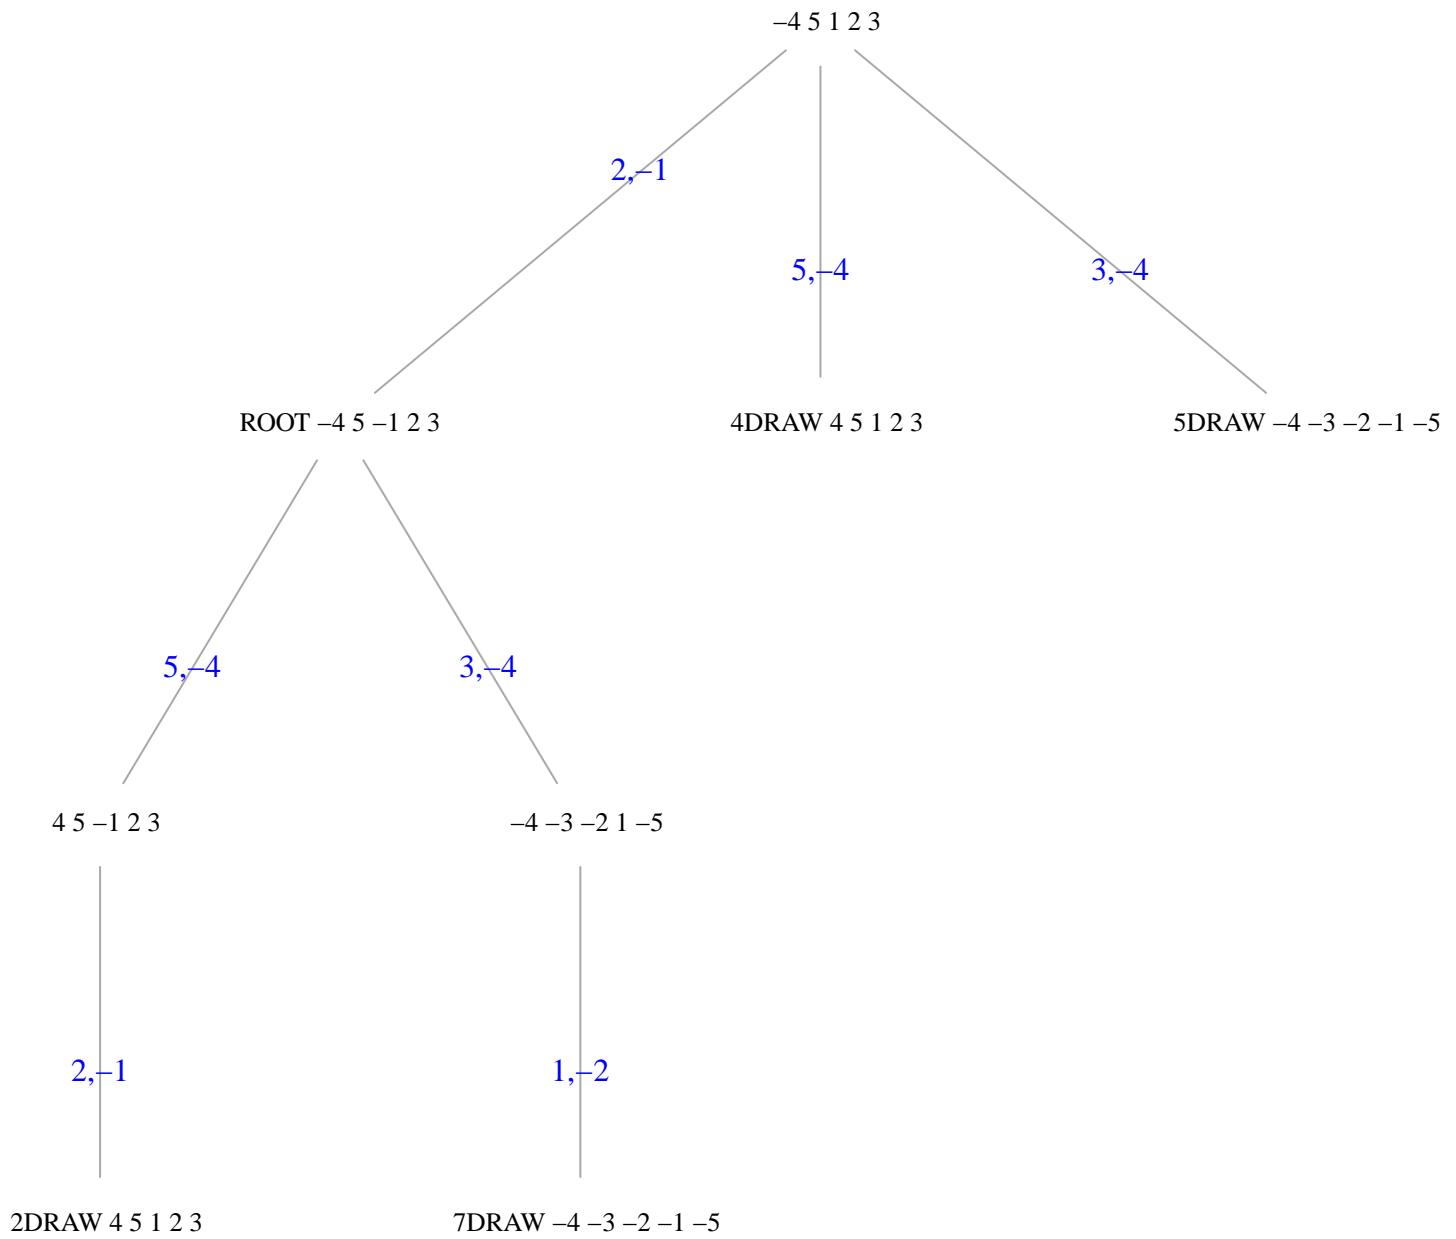 –4 5 1 2 3
2,–1
5,–4
3,–4
ROOT –4 5 –1 2 3
4DRAW 4 5 1 2 3
5DRAW –4 –3 –2 –1 –5
5,–4
3,–4
4 5 –1 2 3
–4 –3 –2 1 –5
2,–1
1,–2
2DRAW 4 5 1 2 3
7DRAW –4 –3 –2 –1 –5